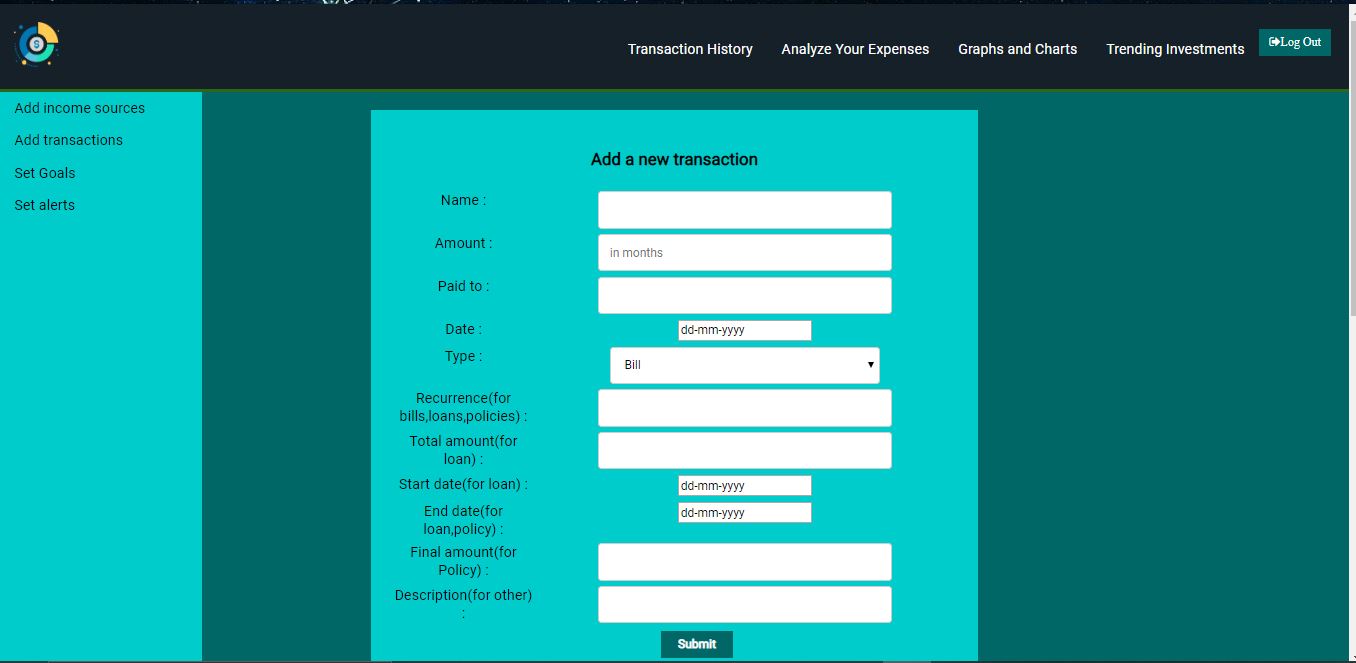 $
Transaction History
Analyze Your Expenses
Graphs and Charts
Trending Investments
Log Out
Add income sources
Add transactions
Set Goals
Set alerts
Add a new transaction
Name :
Amount :
in months
Paid to :
Date :
dd-mm-yyyy
Type :
Bill
Recurrence(for
bills,loans,policies) :
Total amount(for
loan) :
Start date(for loan) :
dd-mm-yyyy
End date(for
loan,policy) :
dd-mm-yyyy
Final amount(for
Policy) :
Description(for other)
:
Submit